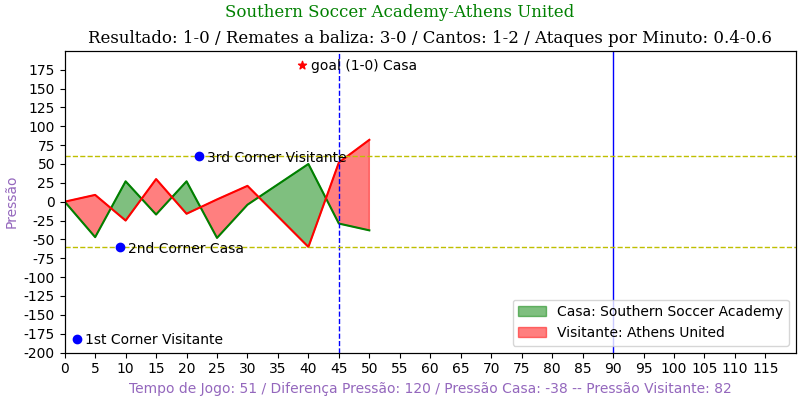 Southern Soccer Academy-Athens United
Resultado: 1-0 / Remates a baliza: 3-0 / Cantos: 1-2 / Ataques por Minuto: 0.4-0.6
Pressão
175
150
125
100
75
50
25
0
-25
-50
-75
-100
-125
-150
-175
-200
goal (1-0) Casa
3rd Corner Visitante
2nd Corner Casa
1st Corner Visitante
Casa: Southern Soccer Academy
Visitante: Athens United
0 5 10 15 20 25 30 35 40 45 50 55 60 65 70 75 80 85 90 95 100 105 110 115
Tempo de Jogo: 51 / Diferença Pressão: 120 / Pressão Casa: -38 -- Pressão Visitante: 82